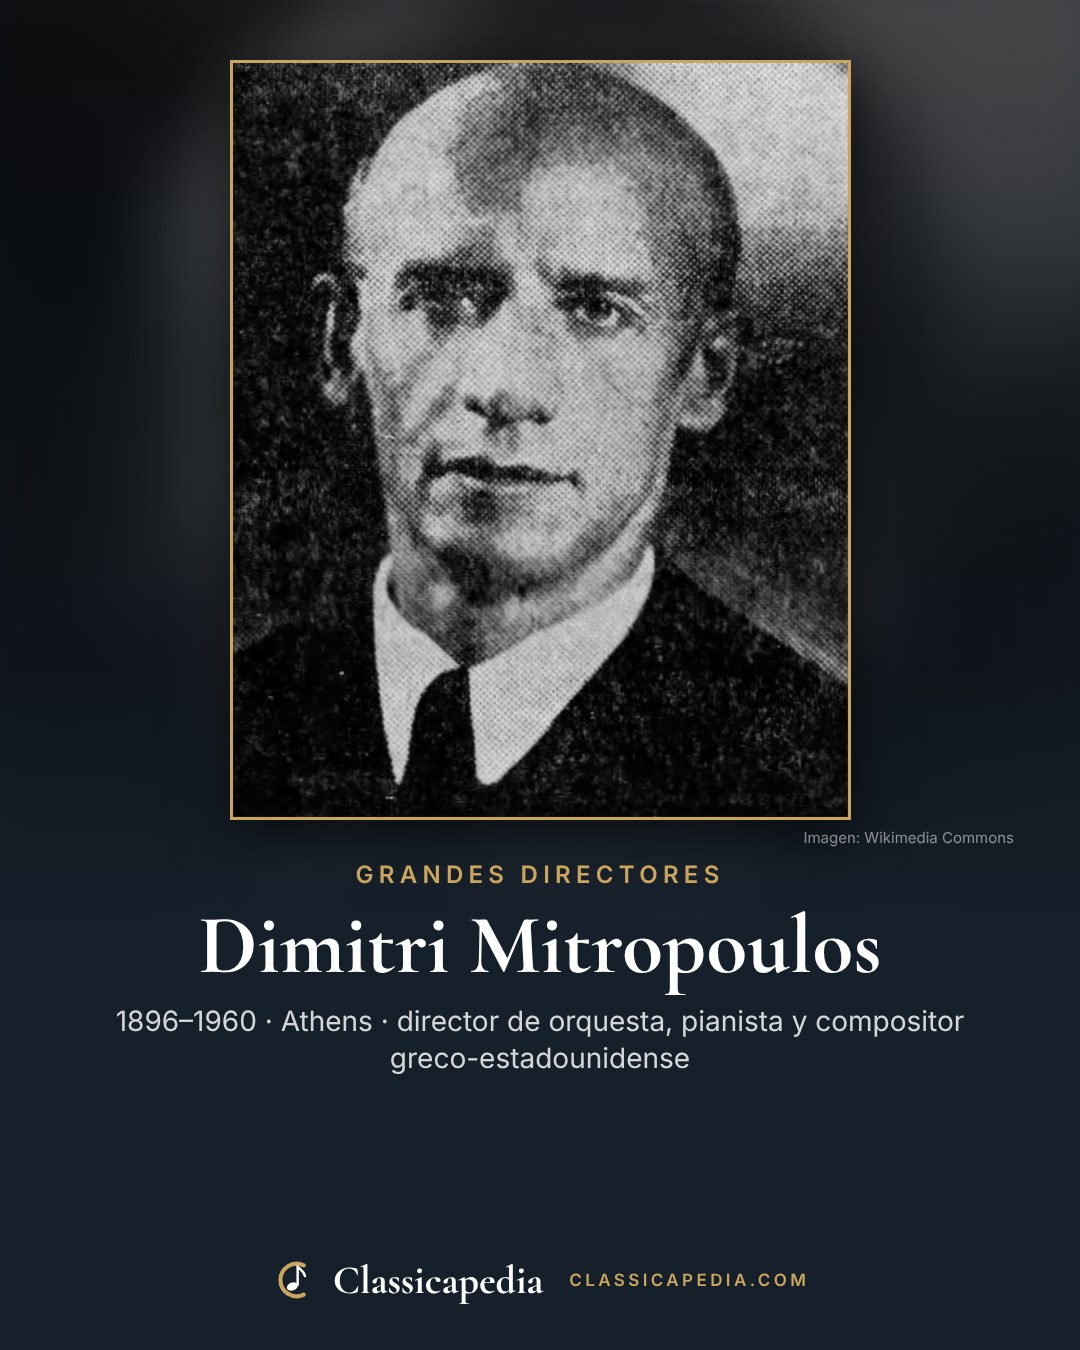 Imagen: Wikimedia Commons
GRANDES DIRECTORES
Dimitri Mitropoulos
1896–1960 · Athens · director de orquesta, pianista y compositor
greco-estadounidense
Classicapedia CLASSICAPEDIA.COM